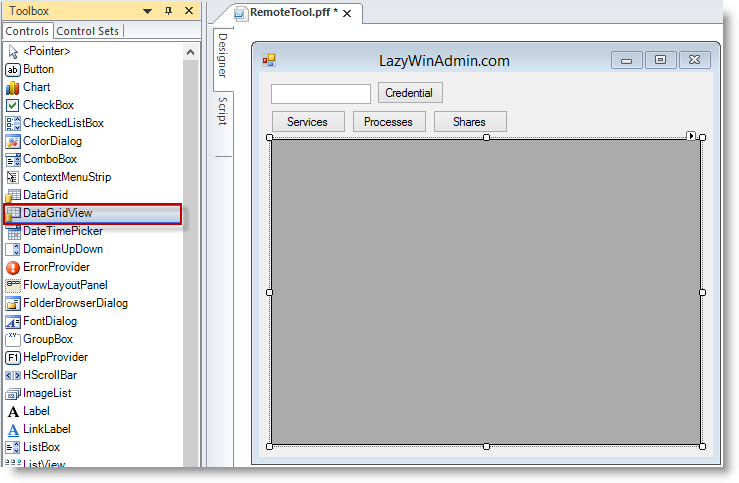 Toolbox
Controls Control Sets
<Pointer>
Button
Chart
CheckBox
CheckedListBox
ColorDialog
ComboBox
ContextMenuStrip
DataGrid
DataGridView
DateTimePicker
DomainUpDown
ErrorProvider
FlowLayoutPanel
FolderBrowserDialog
FontDialog
GroupBox
HelpProvider
HScrollBar
ImageList
Label
LinkLabel
ListBox
ListView
RemoteTool.pff *
Designer
Script
LazyWinAdmin.com
Credential
Services Processes Shares